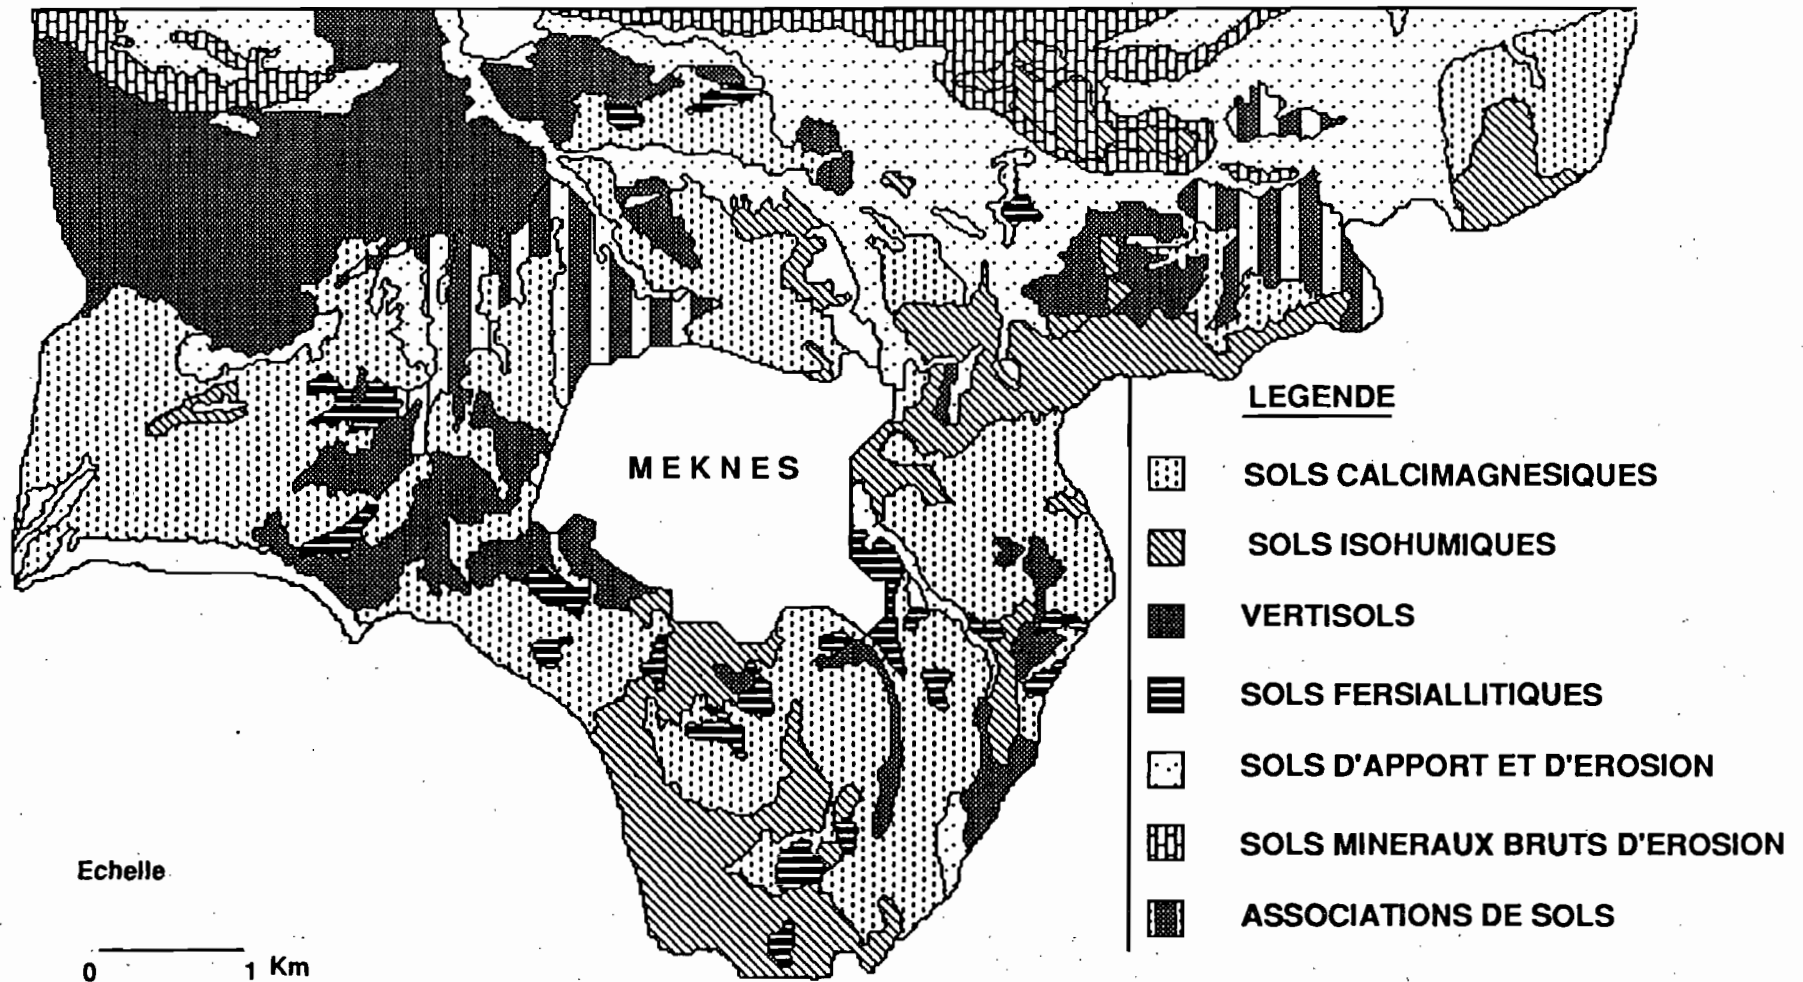 MEKNES
LEGENDE
SOLS CALCIMAGNESIQUES
SOLS ISOHUMIQUES
VERTISOLS
SOLS FERSIALLITIQUES
SOLS D'APPORT ET D'EROSION
SOLS MINERAUX BRUTS D'EROSION
ASSOCIATIONS DE SOLS
Echelle
0 1 Km